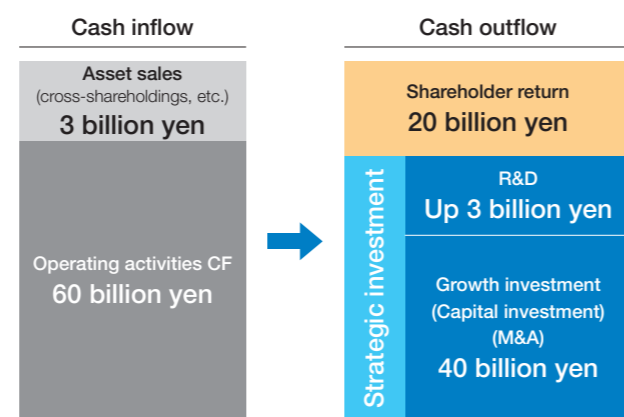 Cash inflow
Asset sales
(cross-shareholdings, etc.)
3 billion yen
Operating activities CF
60 billion yen
Cash outflow
Shareholder return
20 billion yen
Strategic investment
R&D
Up 3 billion yen
Growth investment
(Capital investment)
(M&A)
40 billion yen